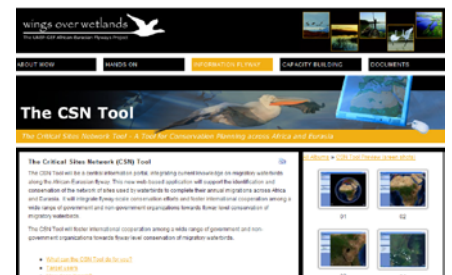 wings over wetlands
The UNEP-GEF African-Eurasian Flyways Project
ABOUT WOW
HANDS ON
INFORMATION FLYWAY
CAPACITY BUILDING
DOCUMENTS
The CSN Tool
The Critical Sites Network Tool - A Tool for Conservation Planning across Africa and Eurasia
The Critical Sites Network (CSN) Tool
The CSN Tool will be a central information portal, integrating current knowledge on migratory waterbirds
along the African-Eurasian flyway. This new web-based application will support the identification and
conservation of the network of sites used by waterbirds to complete their annual migrations across Africa
and Eurasia. It will integrate flyway-scale conservation efforts and foster international cooperation among a
wide range of government and non-government organizations towards flyway level conservation of
migratory waterbirds.
The CSN Tool will foster international cooperation among a wide range of government and non-
government organizations towards flyway level conservation of migratory waterbirds.
What can the CSN Tool do for you?
Target users
Albums » CSN Tool Preview (screen shots)
01
02